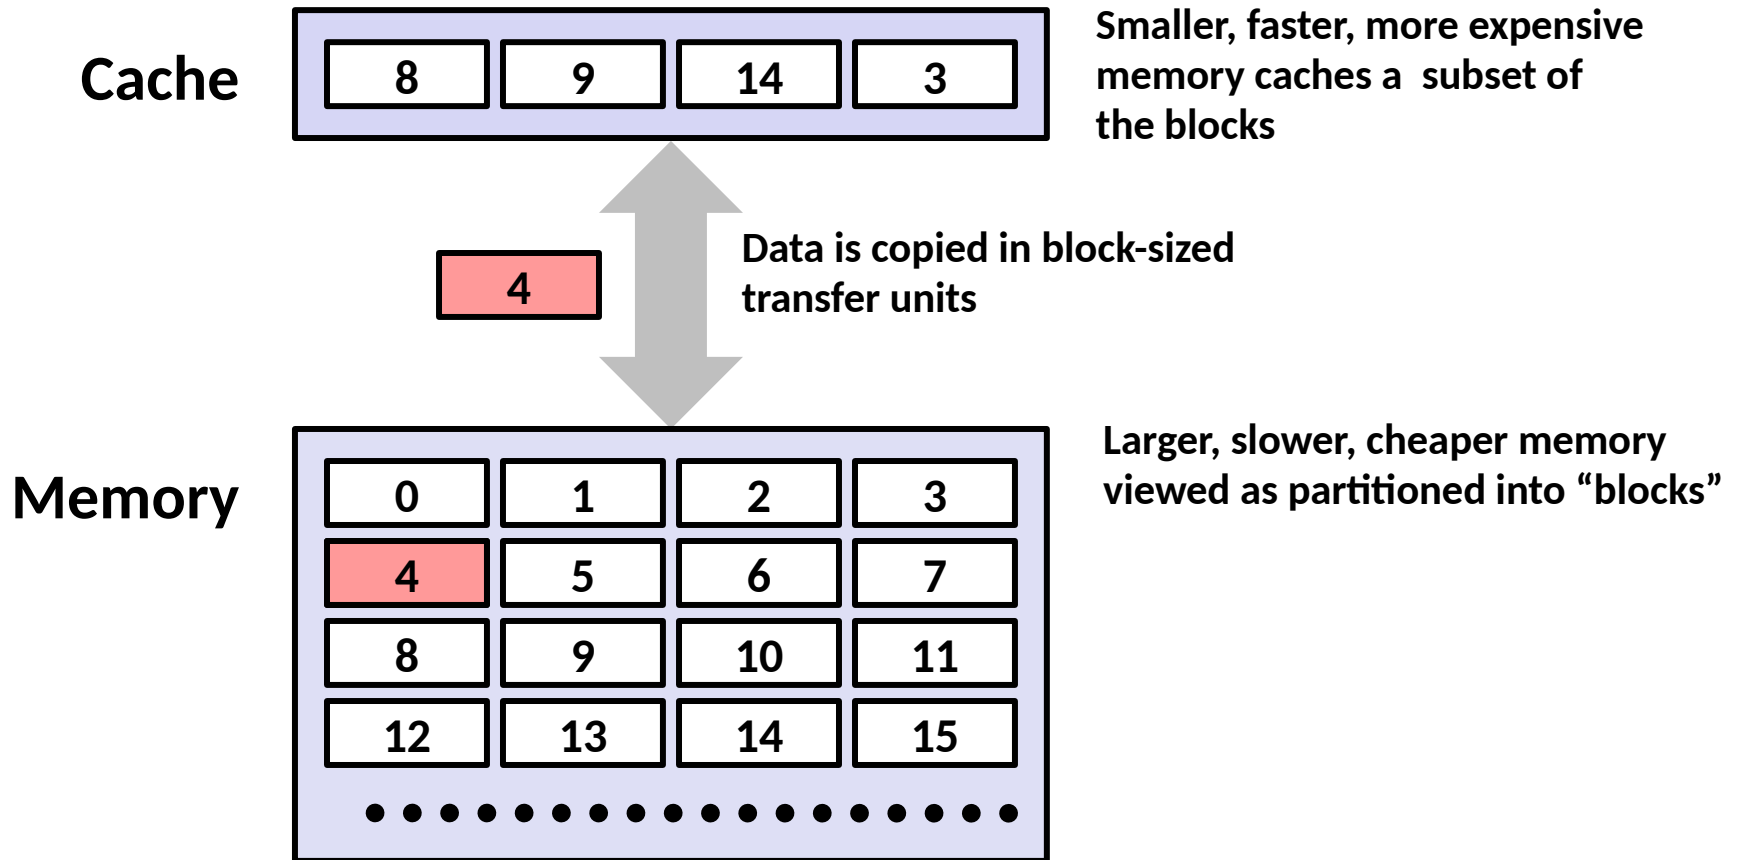 Cache
8 9 14 3
Smaller, faster, more expensive
memory caches a  subset of
the blocks
4
Data is copied in block-sized
transfer units
Memory
Larger, slower, cheaper memory
viewed as partitioned into “blocks”
0 1 2 3
4 5 6 7
8 9 10 11
12 13 14 15